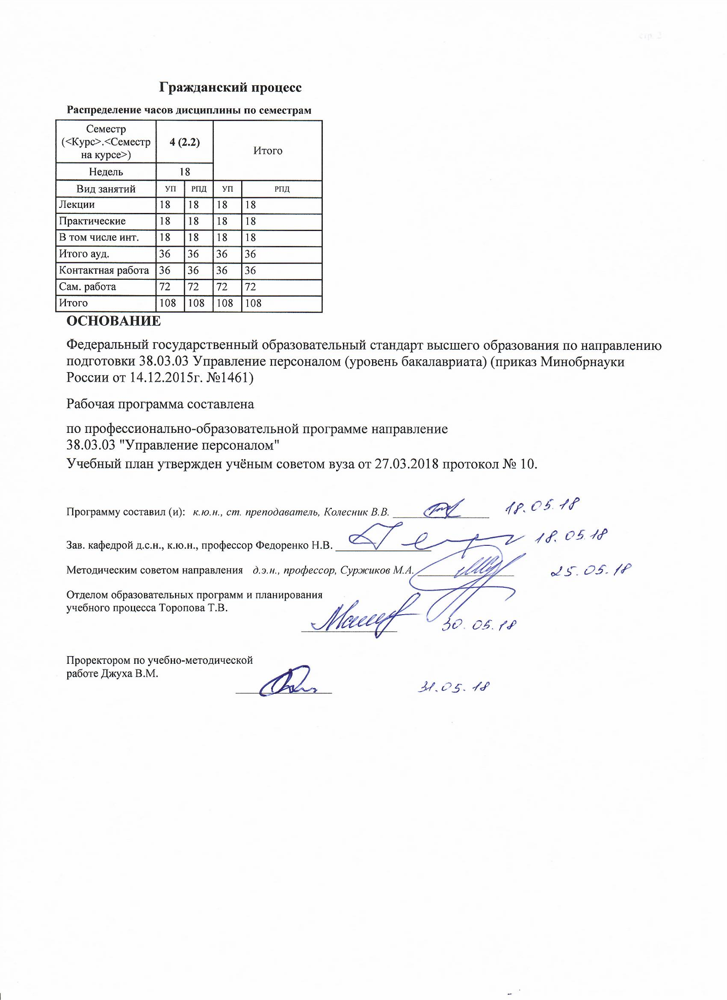 стр. 2
Гражданский процесс
Распределение часов дисциплины по семестрам
Семестр
(<Курс>.<Семестр
на курсе>)
4 (2.2)
Итого
Недель 18
Вид занятий УП РПД УП РПД
Лекции 18 18 18 18
Практические 18 18 18 18
В том числе инт. 18 18 18 18
Итого ауд. 36 36 36 36
Контактная работа 36 36 36 36
Сам. работа 72 72 72 72
Итого 108 108 108 108
ОСНОВАНИЕ
Федеральный государственный образовательный стандарт высшего образования по направлению
подготовки 38.03.03 Управление персоналом (уровень бакалавриата) (приказ Минобрнауки
России от 14.12.2015г. №1461)
Рабочая программа составлена
по профессионально-образовательной программе направление
38.03.03 "Управление персоналом"
Учебный план утвержден учёным советом вуза от 27.03.2018 протокол № 10.
Программу составил (и): к.ю.н., ст. преподаватель, Колесник В.В. 18.05.18
Зав. кафедрой д.с.н., к.ю.н., профессор Федоренко Н.В. 18.05.18
Методическим советом направления д.э.н., профессор, Суржиков М.А. 25.05.18
Отделом образовательных программ и планирования
учебного процесса Торопова Т.В.
30.05.18
Проректором по учебно-методической
работе Джуха В.М.
31.05.18